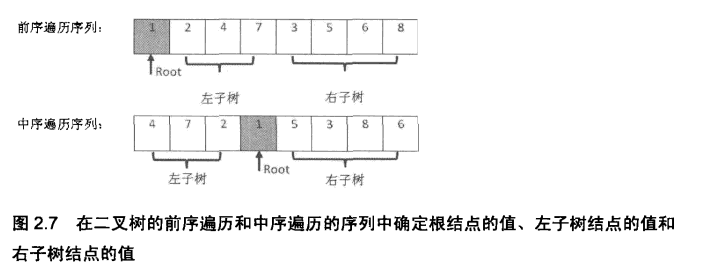 前序遍历序列: 1 2 4 7 3 5 6 8
Root
左子树 右子树
中序遍历序列: 4 7 2 1 5 3 8 6
左子树 Root 右子树
图 2.7 在二叉树的前序遍历和中序遍历的序列中确定根结点的值、左子树结点的值和
右子树结点的值